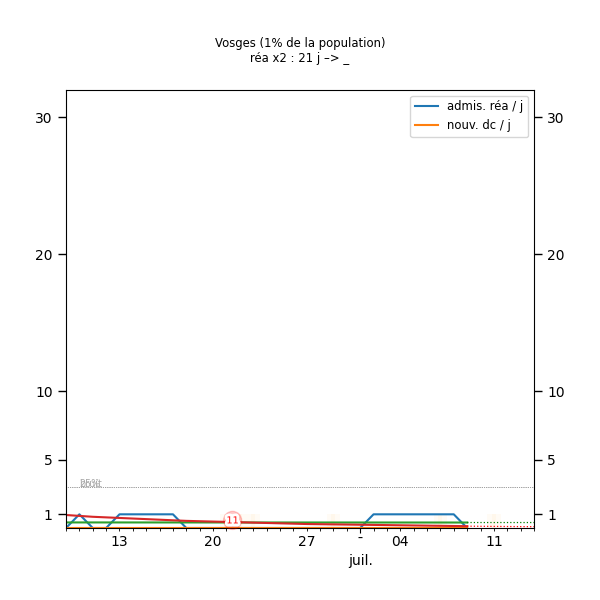 Vosges (1% de la population)
réa x2 : 21 j –> _
admis. réa / j
nouv. dc / j
30 30
20 20
10 10
5 5
1 1
11
13 20 27 - 04 11
juil.